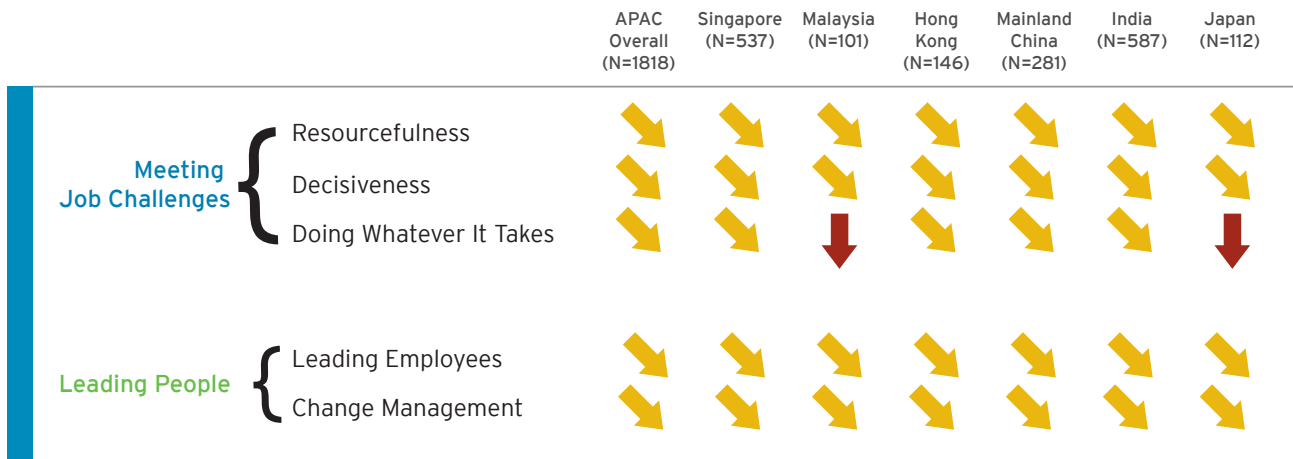 APAC
Overall
(N=1818)
Singapore
(N=537)
Malaysia
(N=101)
Hong
Kong
(N=146)
Mainland
China
(N=281)
India
(N=587)
Japan
(N=112)
Meeting
Job Challenges
Resourcefulness
Decisiveness
Doing Whatever It Takes
Leading People
Leading Employees
Change Management